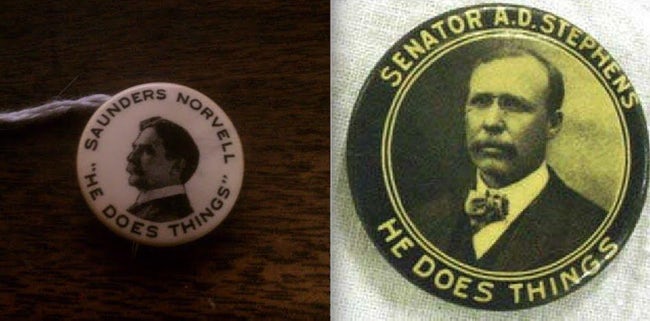 SAUNDERS NORVELL
"HE DOES THINGS"
SENATOR A.D. STEPHENS
HE DOES THINGS